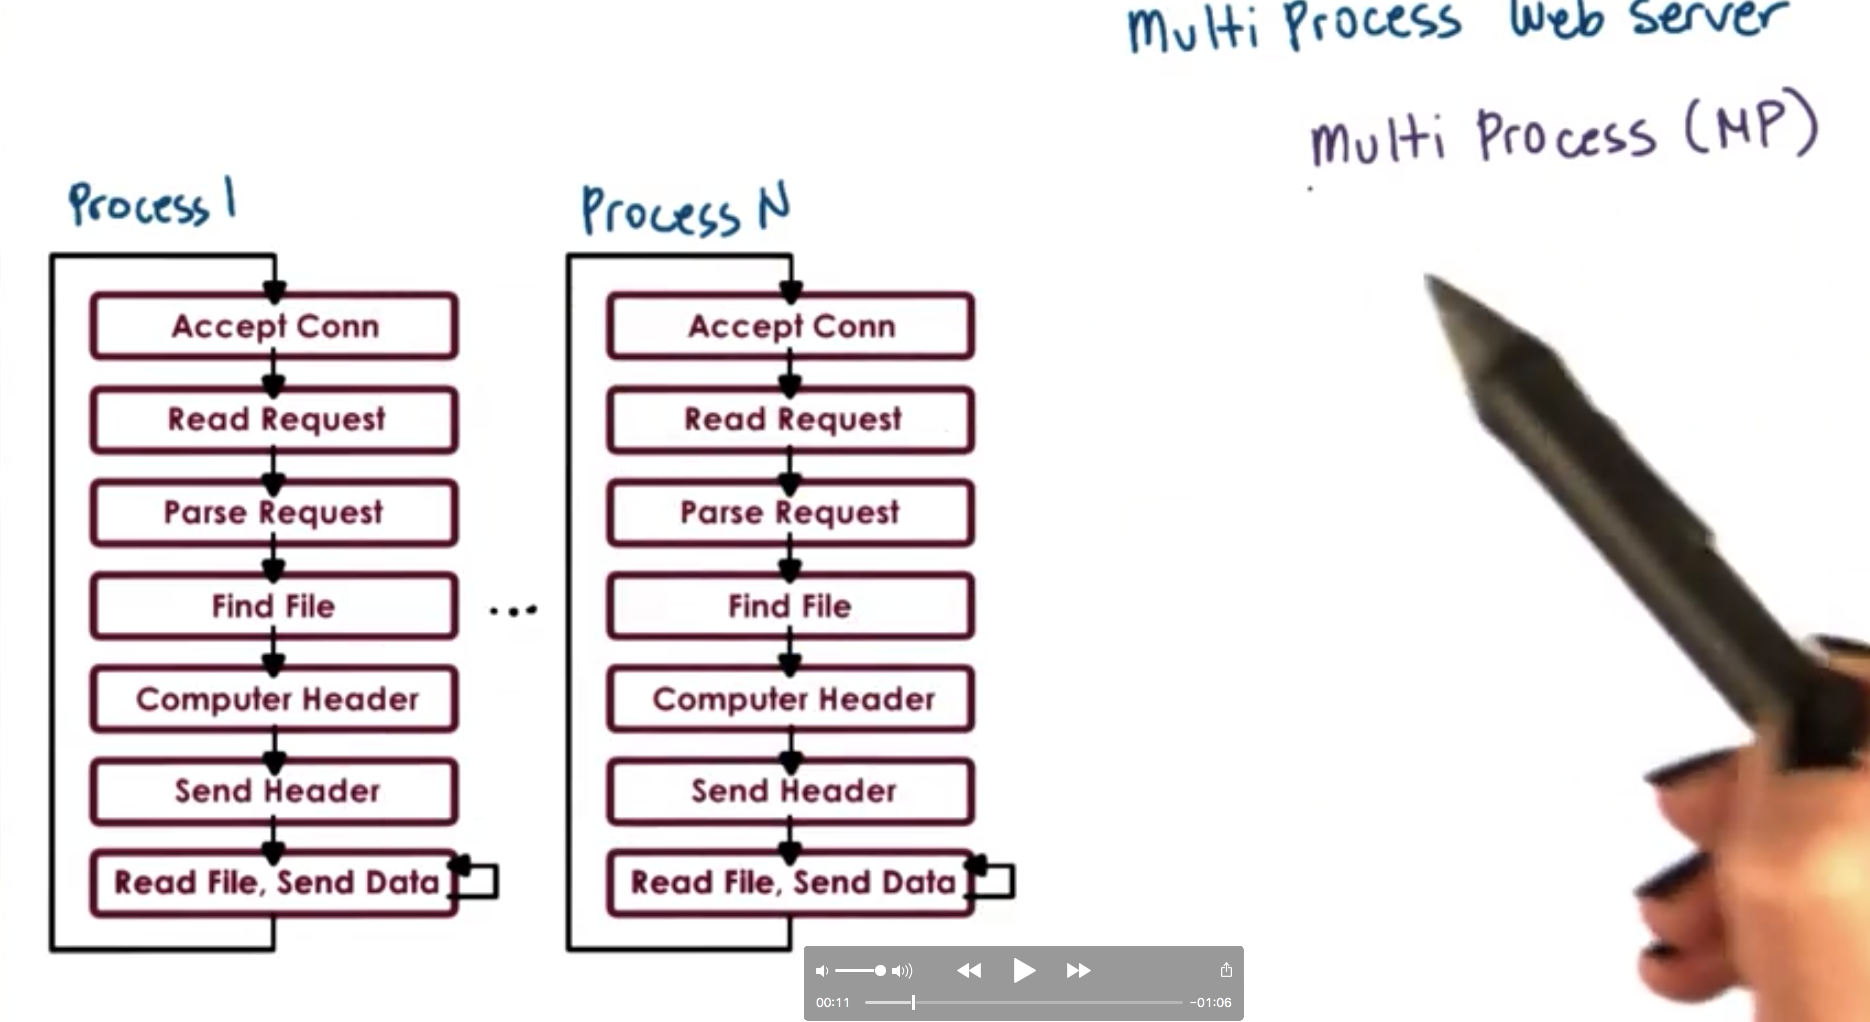 Multi Process Web Server
Multi Process (MP)
Process 1
Accept Conn
Read Request
Parse Request
Find File
Computer Header
Send Header
Read File, Send Data
...
Process N
Accept Conn
Read Request
Parse Request
Find File
Computer Header
Send Header
Read File, Send Data
00:11
-01:06